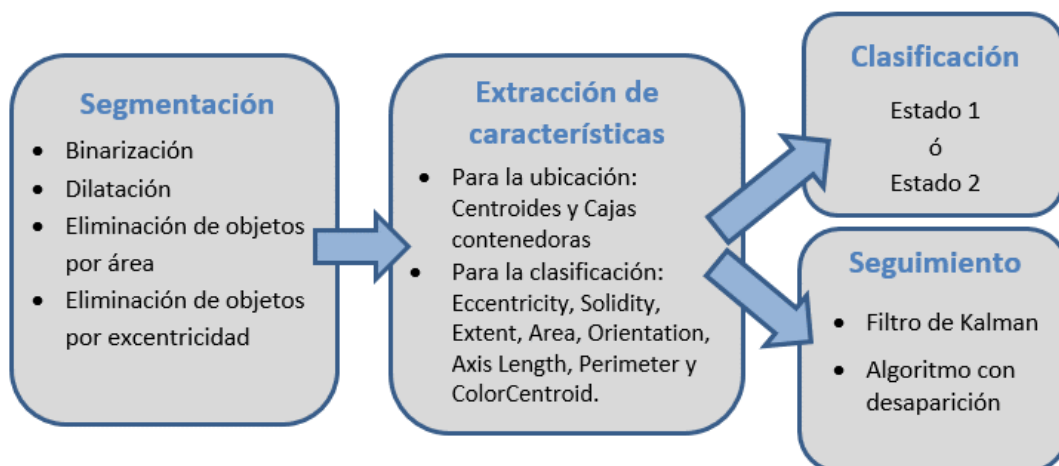 Segmentación
• Binarización
• Dilatación
• Eliminación de objetos
por área
• Eliminación de objetos
por excentricidad
Extracción de
características
• Para la ubicación:
Centroides y Cajas
contenedoras
• Para la clasificación:
Eccentricity, Solidity,
Extent, Area, Orientation,
Axis Length, Perimeter y
ColorCentroid.
Clasificación
Estado 1
ó
Estado 2
Seguimiento
• Filtro de Kalman
• Algoritmo con
desaparición